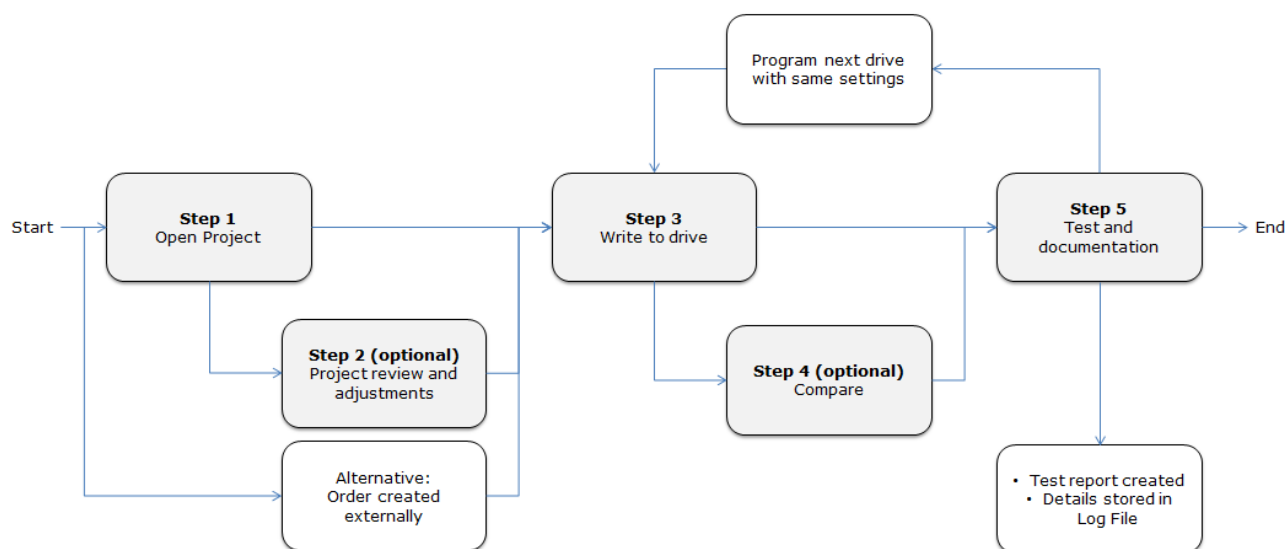 Program next drive
with same settings
Start
Step 1
Open Project
Step 3
Write to drive
Step 5
Test and
documentation
End
Step 2 (optional)
Project review and
adjustments
Step 4 (optional)
Compare
Alternative:
Order created
externally
• Test report created
• Details stored in
Log File